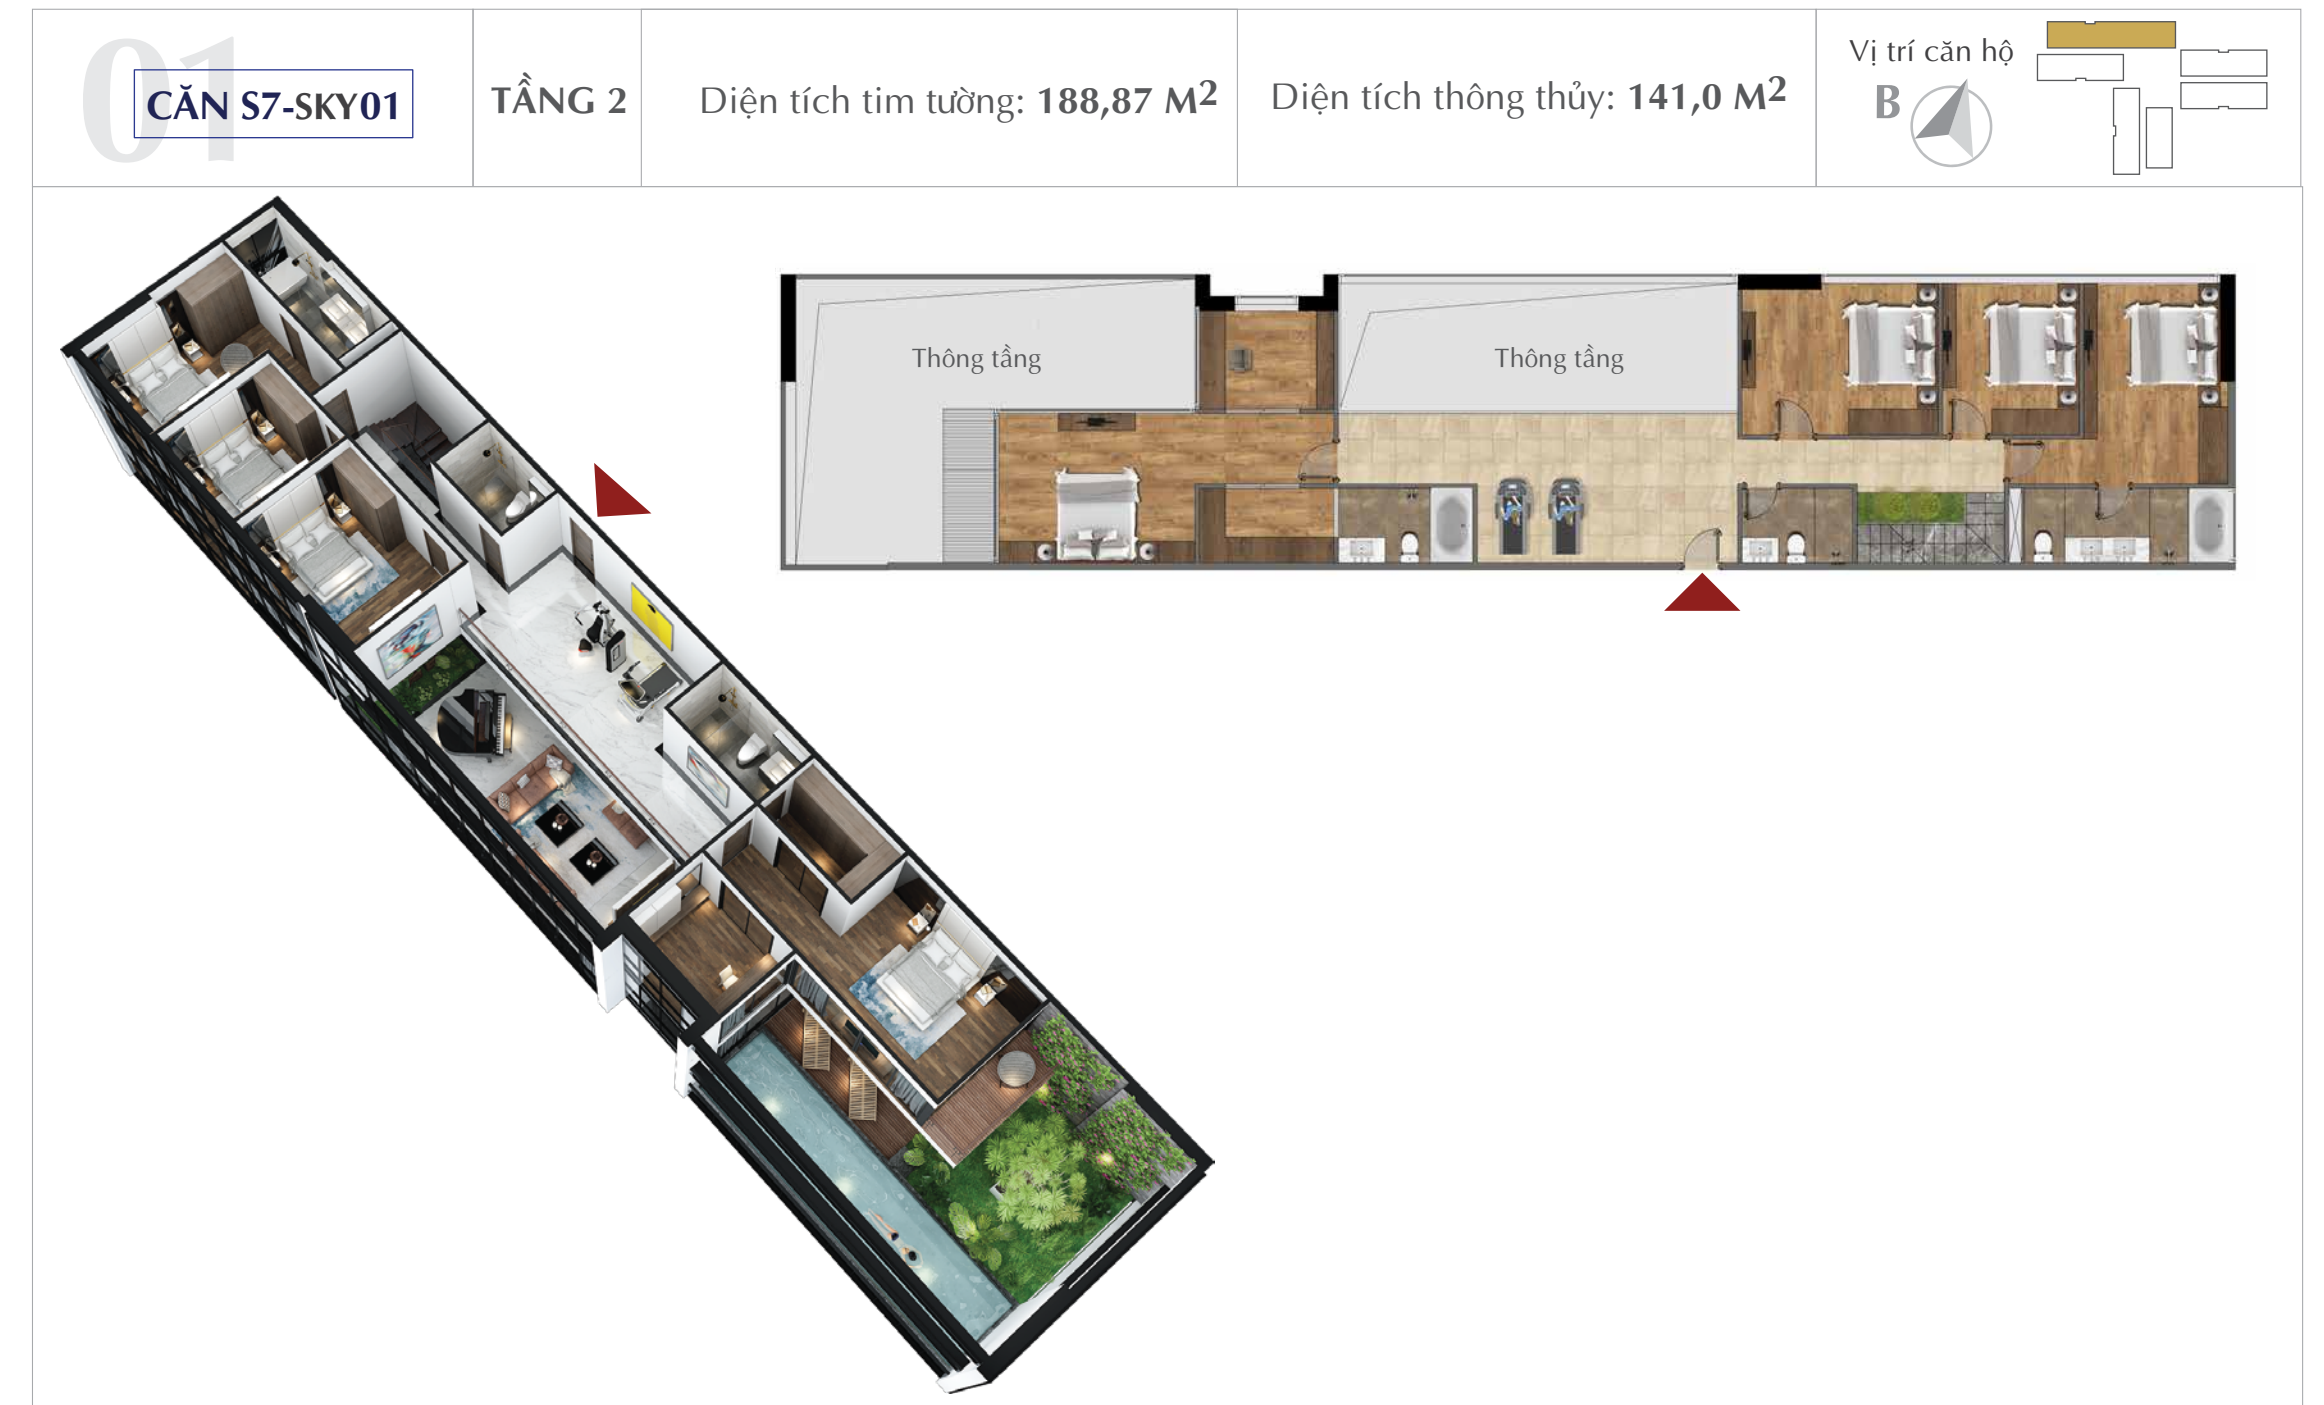 01
CĂN S7-SKY01
TẦNG 2
Diện tích tim tường: 188,87 M2
Diện tích thông thủy: 141,0 M2
Vị trí căn hộ
B
Thông tầng
Thông tầng